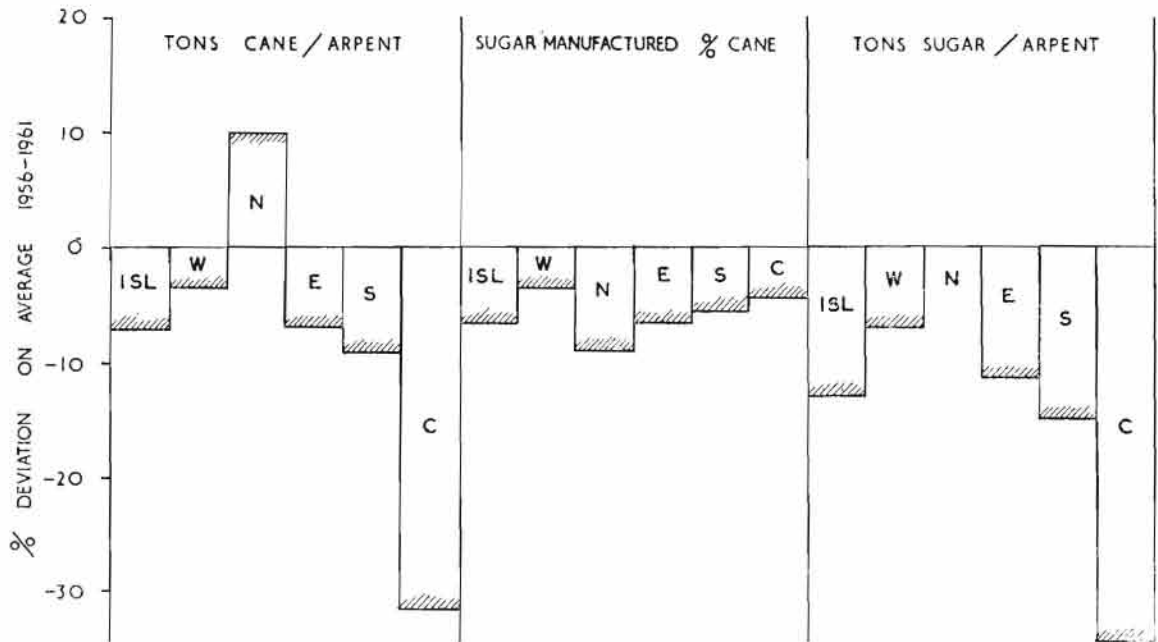 % DEVIATION ON AVERAGE 1956-1961
20
10
0
-10
-20
-30
TONS CANE / ARPENT
ISL
W
N
E
S
C
SUGAR MANUFACTURED % CANE
ISL
W
N
E
S
C
TONS SUGAR / ARPENT
ISL
W
N
E
S
C